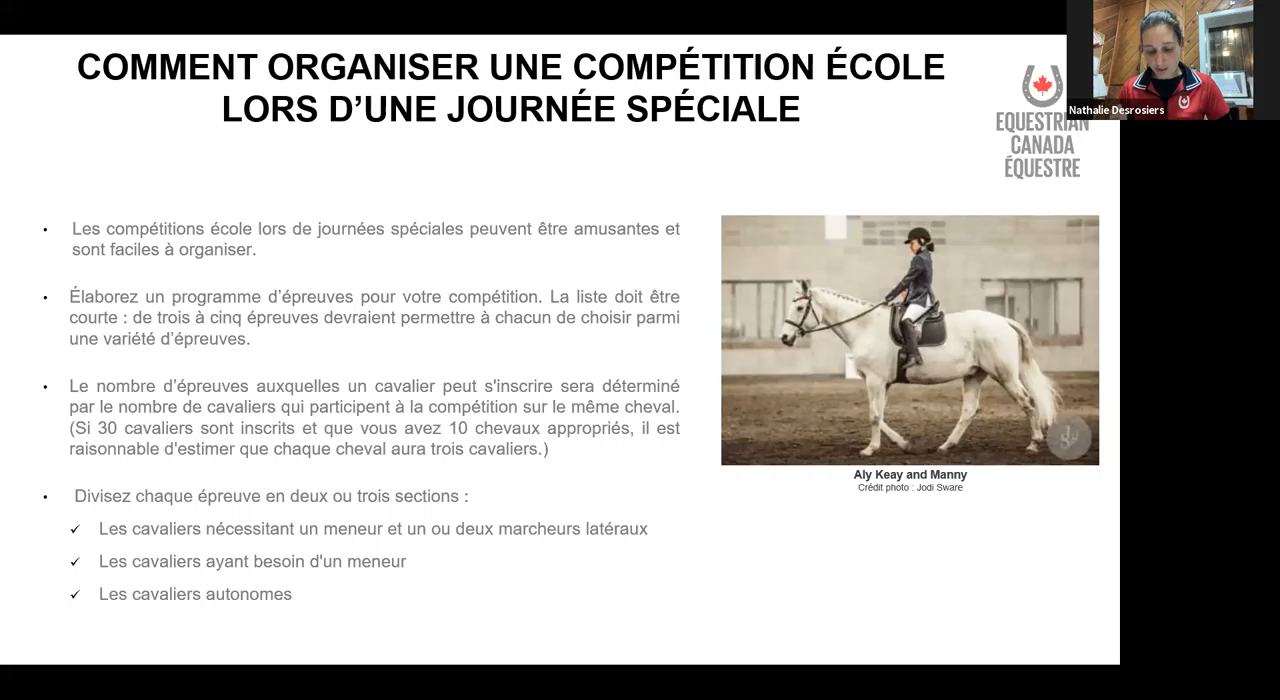 COMMENT ORGANISER UNE COMPÉTITION ÉCOLE
LORS D’UNE JOURNÉE SPÉCIALE
Nathalie Desrosiers
EQUESTRIAN
CANADA
ÉQUESTRE
• Les compétitions école lors de journées spéciales peuvent être amusantes et
sont faciles à organiser.
• Élaborez un programme d’épreuves pour votre compétition. La liste doit être
courte : de trois à cinq épreuves devraient permettre à chacun de choisir parmi
une variété d’épreuves.
• Le nombre d’épreuves auxquelles un cavalier peut s'inscrire sera déterminé
par le nombre de cavaliers qui participent à la compétition sur le même cheval.
(Si 30 cavaliers sont inscrits et que vous avez 10 chevaux appropriés, il est
raisonnable d'estimer que chaque cheval aura trois cavaliers.)
• Divisez chaque épreuve en deux ou trois sections :
✓ Les cavaliers nécessitant un meneur et un ou deux marcheurs latéraux
✓ Les cavaliers ayant besoin d'un meneur
✓ Les cavaliers autonomes
Aly Keay and Manny
Crédit photo : Jodi Sware